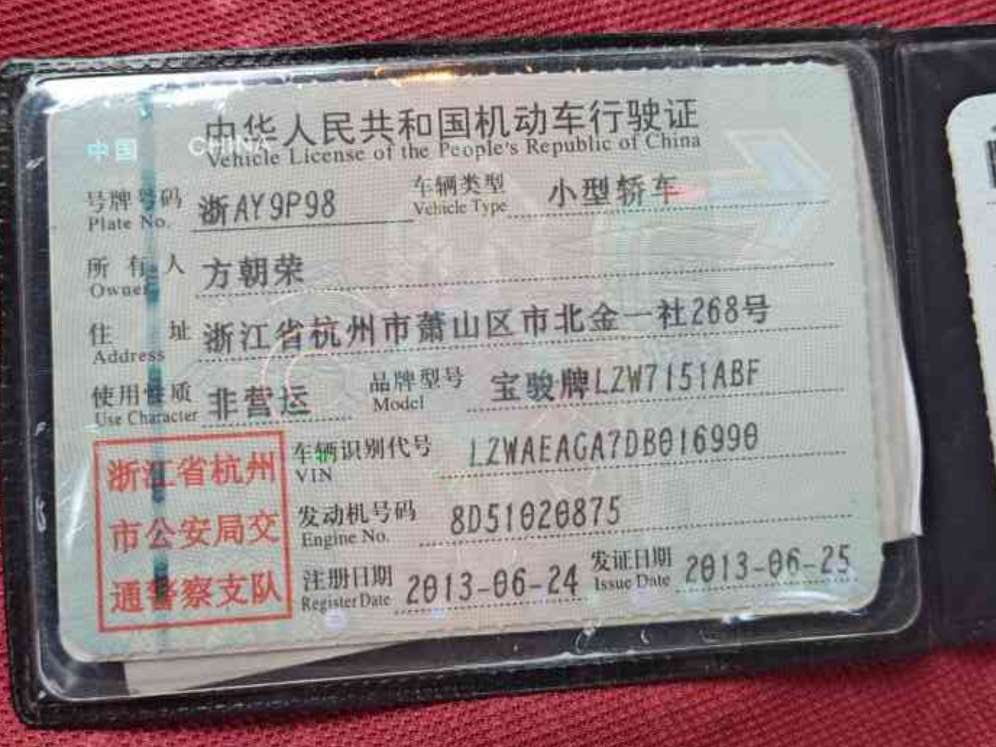 中国 CHINA
中华人民共和国机动车行驶证
Vehicle License of the People's Republic of China
号牌号码 浙AY9P98 车辆类型 小型轿车
Plate No. Vehicle Type
所有人 方朝荣
Owner
住址 浙江省杭州市萧山区市北金一社268号
Address
使用性质 非营运 品牌型号 宝骏牌LZW7151ABF
Use Character Model
浙江省杭州
市公安局交
通警察支队
车辆识别代号 LZWAEAGA7DB016990
VIN
发动机号码 8D51020875
Engine No.
注册日期 2013-06-24 发证日期 2013-06-25
Register Date Issue Date